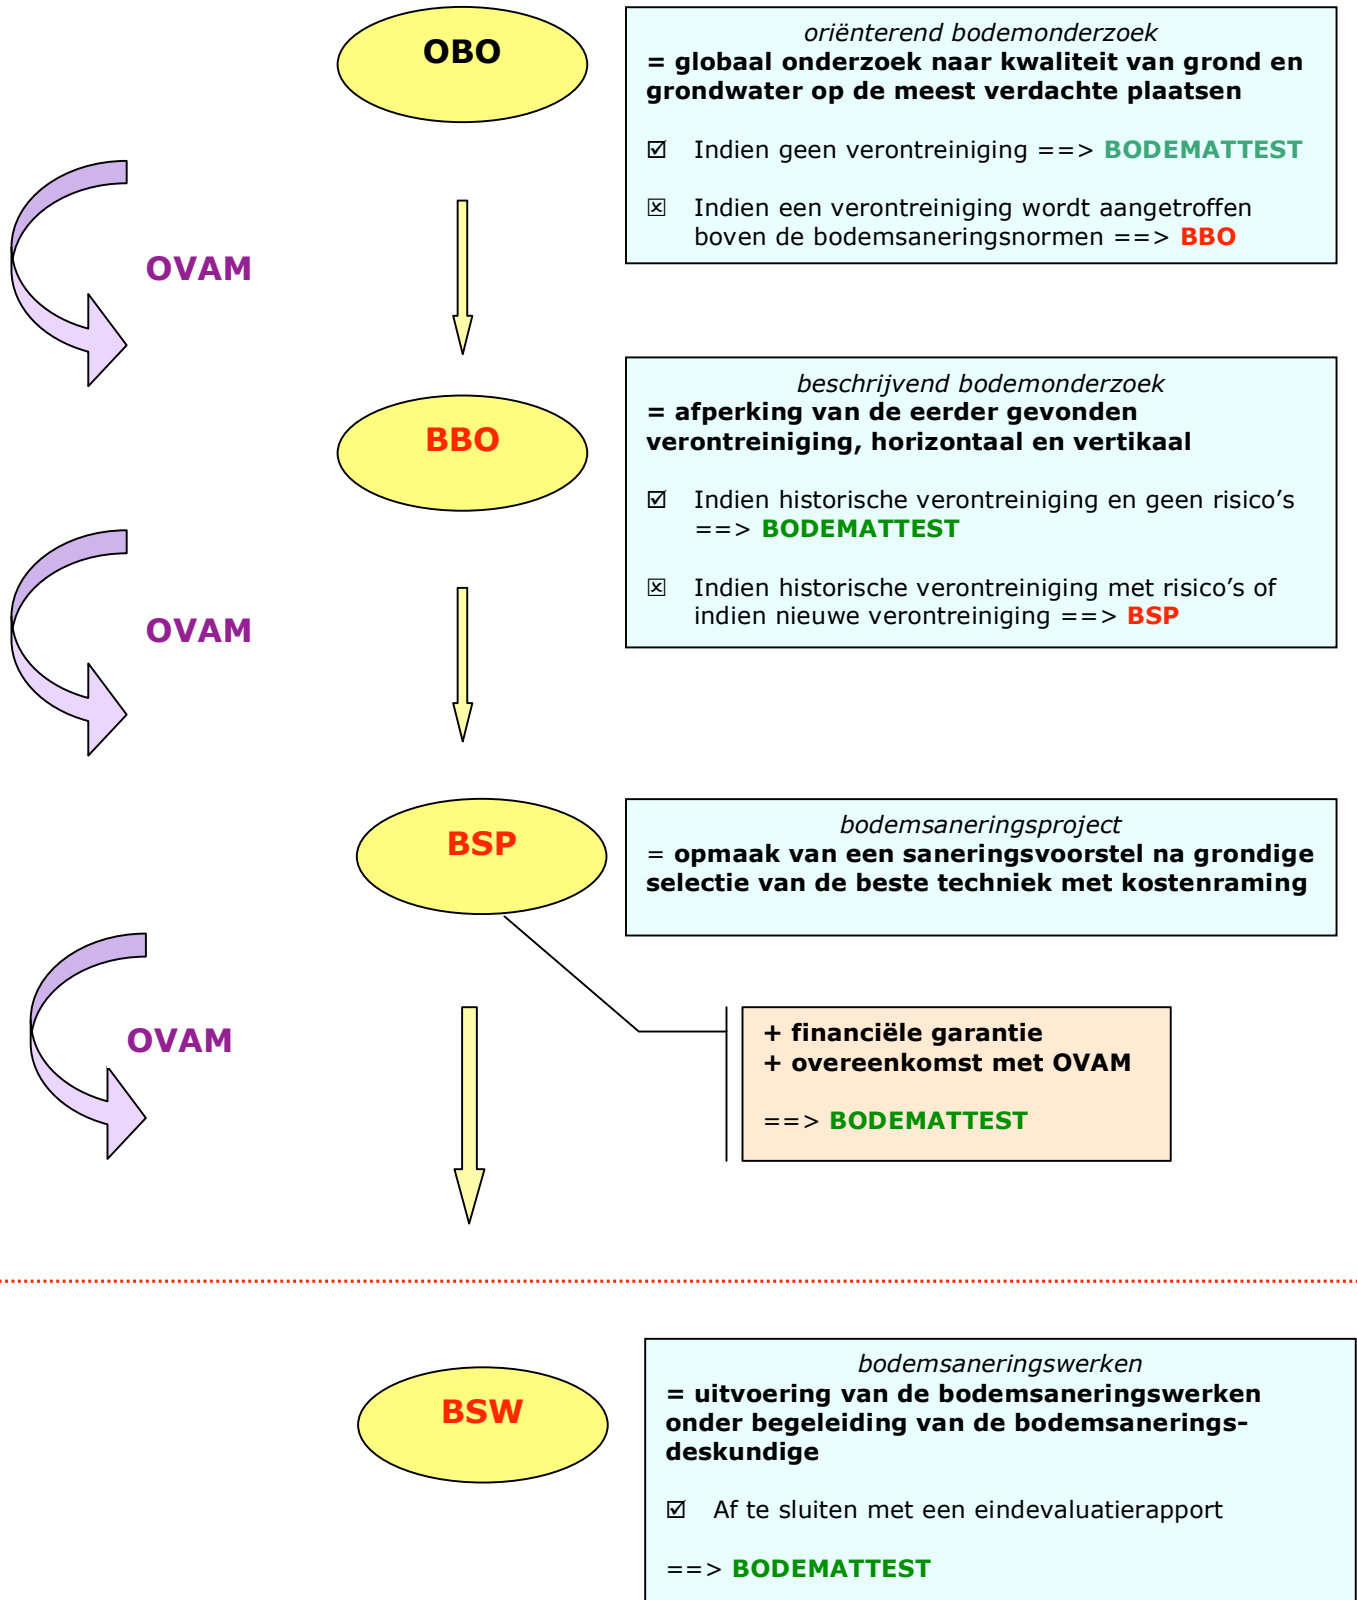 OBO
oriënterend bodemonderzoek
= globaal onderzoek naar kwaliteit van grond en
grondwater op de meest verdachte plaatsen
☑ Indien geen verontreiniging ==> BODEMATTEST
☒ Indien een verontreiniging wordt aangetroffen
boven de bodemsaneringsnormen ==> BBO
OVAM
BBO
beschrijvend bodemonderzoek
= afperking van de eerder gevonden
verontreiniging, horizontaal en vertikaal
☑ Indien historische verontreiniging en geen risico's
==> BODEMATTEST
☒ Indien historische verontreiniging met risico's of
indien nieuwe verontreiniging ==> BSP
OVAM
BSP
bodemsaneringsproject
= opmaak van een saneringsvoorstel na grondige
selectie van de beste techniek met kostenraming
OVAM
+ financiële garantie
+ overeenkomst met OVAM
==> BODEMATTEST
BSW
bodemsaneringswerken
= uitvoering van de bodemsaneringswerken
onder begeleiding van de bodemsanerings-
deskundige
☑ Af te sluiten met een eindevaluatierapport
==> BODEMATTEST